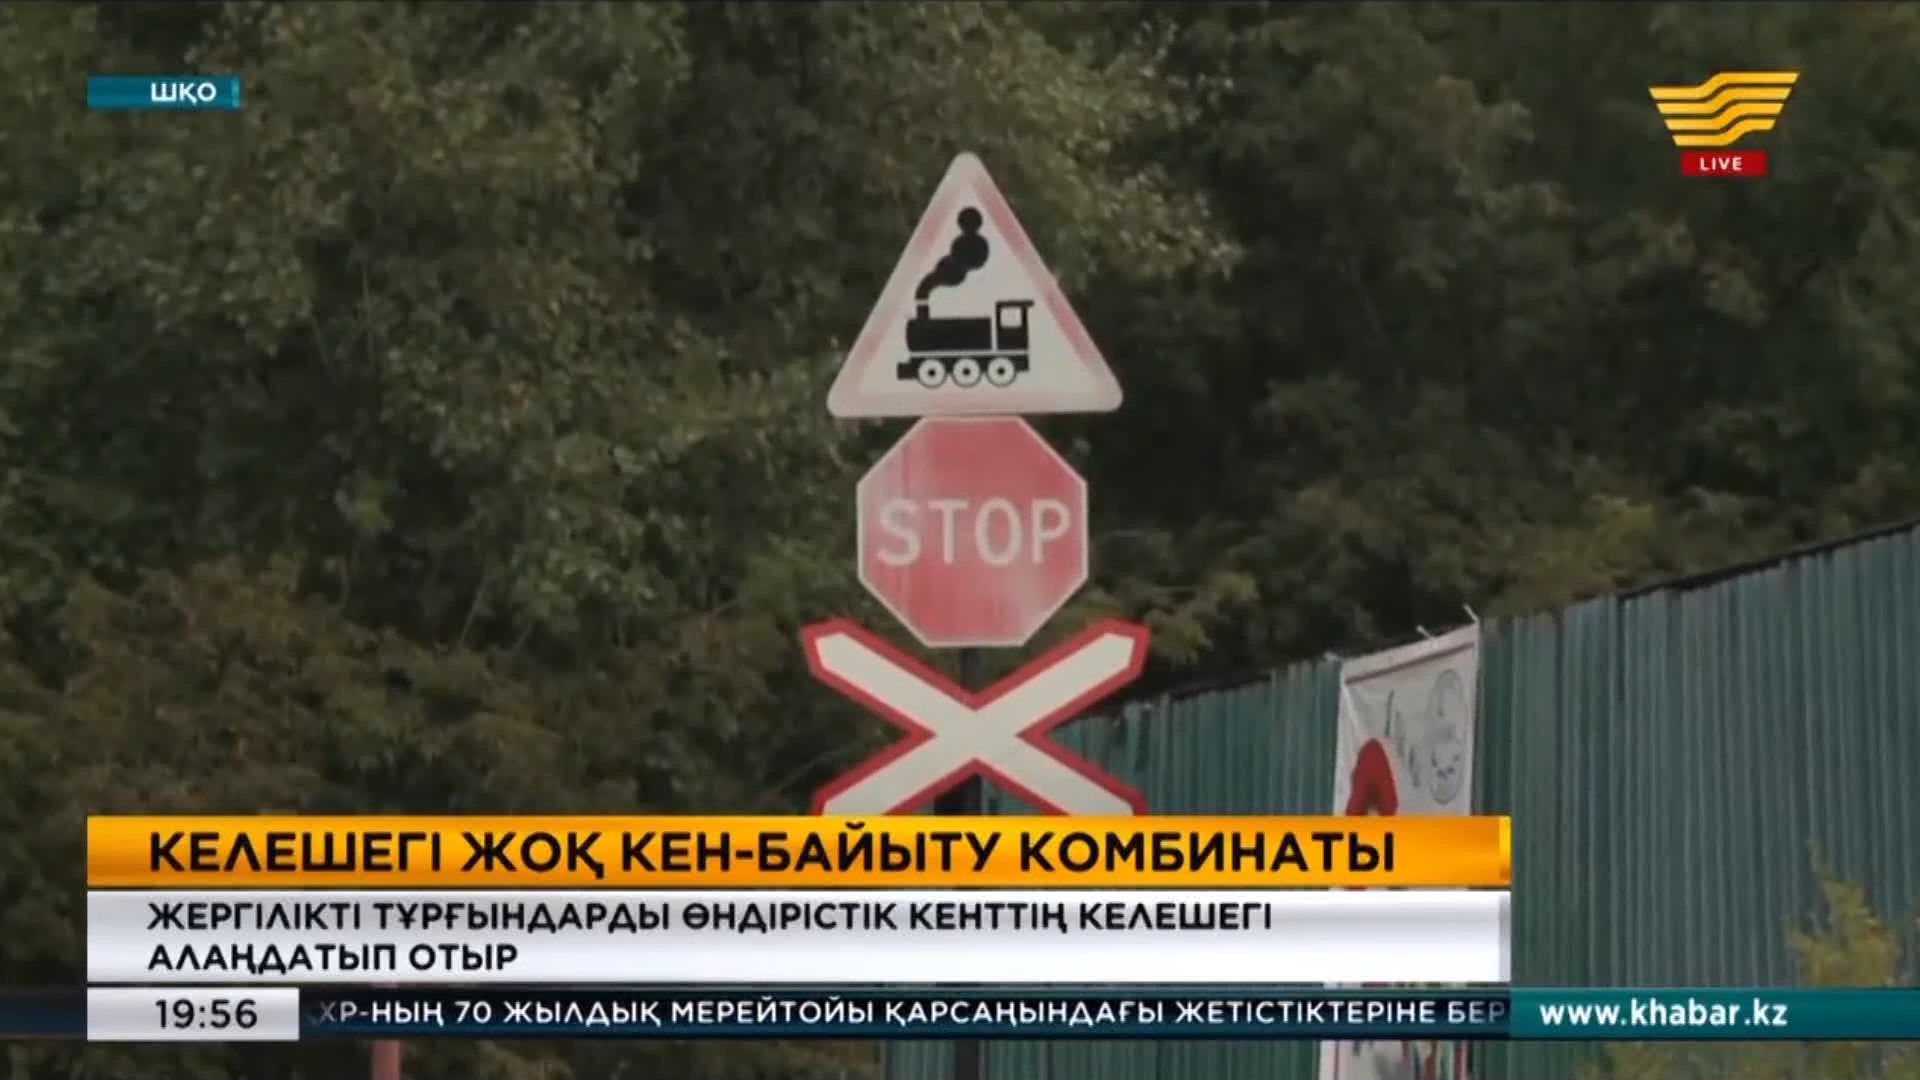 ШҚО
LIVE
STOP
КЕЛЕШЕГІ ЖОҚ КЕН-БАЙЫТУ КОМБИНАТЫ
ЖЕРГІЛІКТІ ТҰРҒЫНДАРДЫ ӨНДІРІСТІК КЕНТТІҢ КЕЛЕШЕГІ
АЛАҢДАТЫП ОТЫР
19:56 ҚХР-НЫҢ 70 ЖЫЛДЫҚ МЕРЕЙТОЙЫ ҚАРСАҢЫНДАҒЫ ЖЕТІСТІКТЕРІНЕ БЕР www.khabar.kz